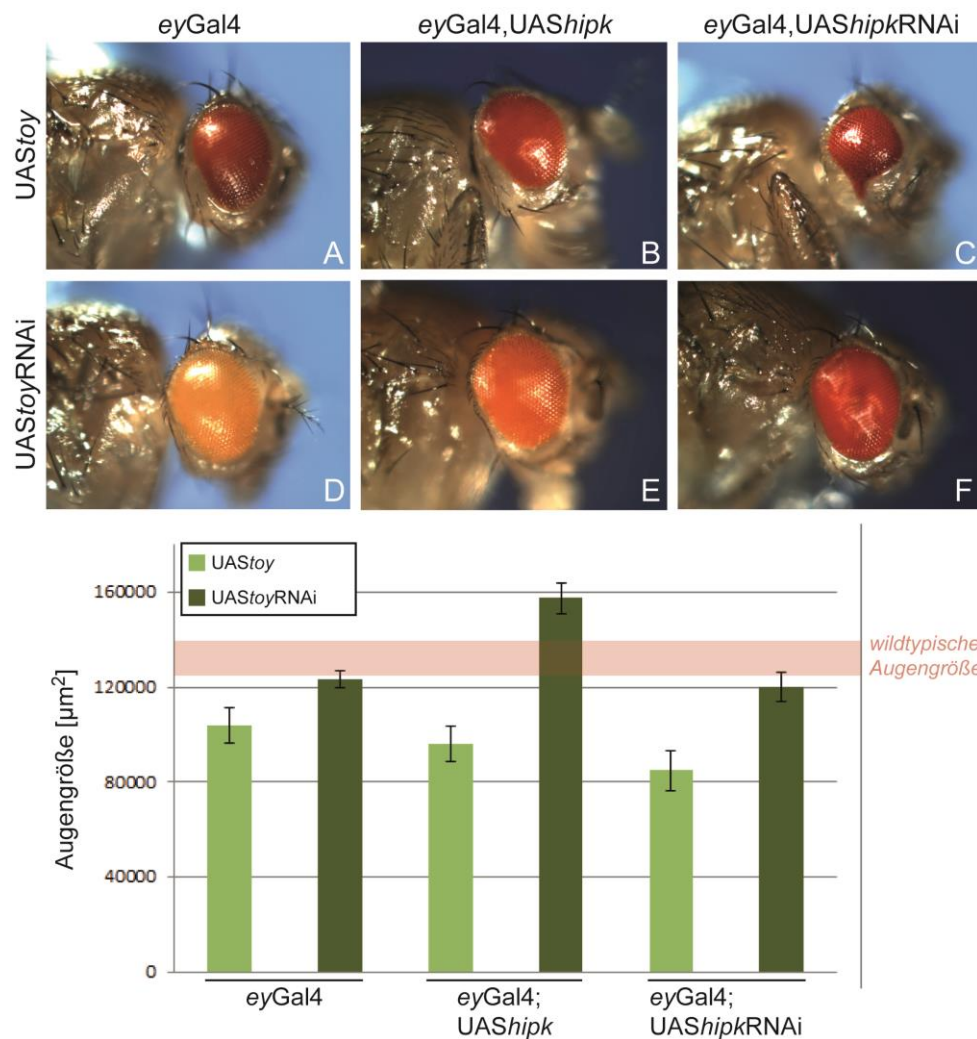 eyGal4
eyGal4,UAShipk
eyGal4,UAShipkRNAi
UAStoy
A
B
C
UAStoyRNAi
D
E
F
UAStoy
UAStoyRNAi
160000
120000
80000
40000
0
Augengröße [µm²]
wildtypische
Augengröße
eyGal4
eyGal4;
UAShipk
eyGal4;
UAShipkRNAi